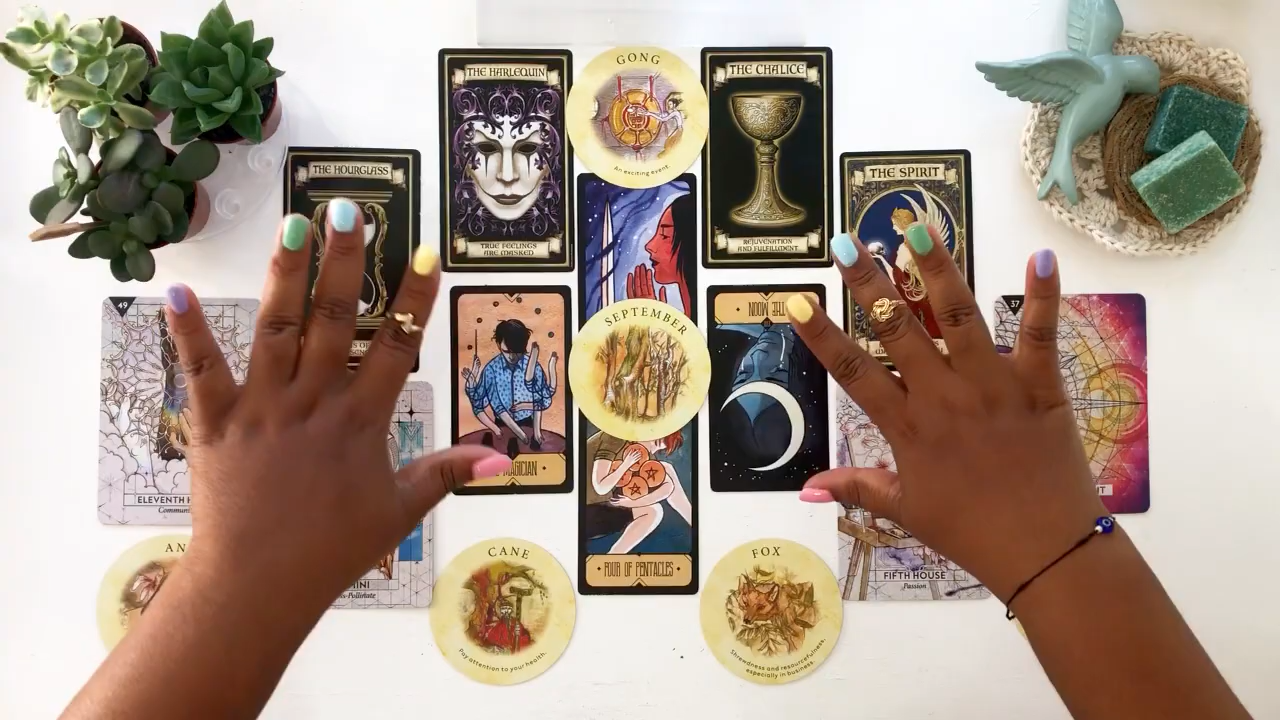 THE HARLEQUIN
TRUE FEELINGS
ARE MASKED
GONG
An exciting event.
THE CHALICE
REJUVENATION
AND FULFILLMENT
THE HOURGLASS
THE SPIRIT
49
ELEVENTH
SEPTEMBER
THE MOON
MAGICIAN
37
FOUR OF PENTACLES
FIFTH HOUSE
Passion
CANE
Pay attention to your health.
FOX
Shrewdness and resourcefulness,
especially in business.